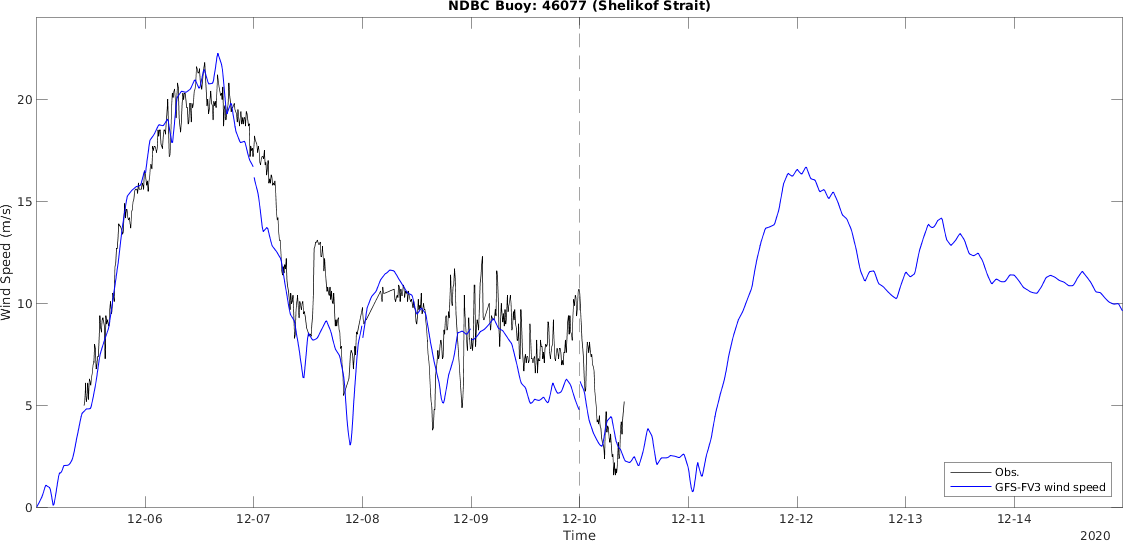 NDBC Buoy: 46077 (Shelikof Strait)
20
15
10
5
0
Wind Speed (m/s)
12-06 12-07 12-08 12-09 12-10 12-11 12-12 12-13 12-14
Time
2020
Obs.
GFS-FV3 wind speed